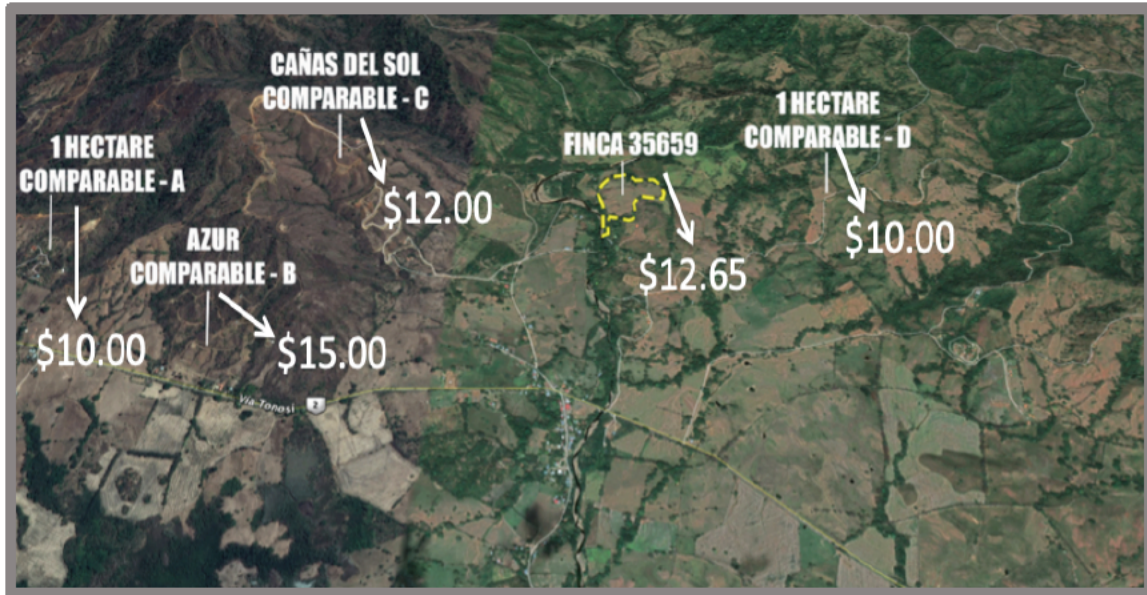 CAÑAS DEL SOL
COMPARABLE - C
$12.00
1 HECTARE
COMPARABLE - A
$10.00
AZUR
COMPARABLE - B
$15.00
FINCA 35659
$12.65
1 HECTARE
COMPARABLE - D
$10.00
Vía Tonosí
2